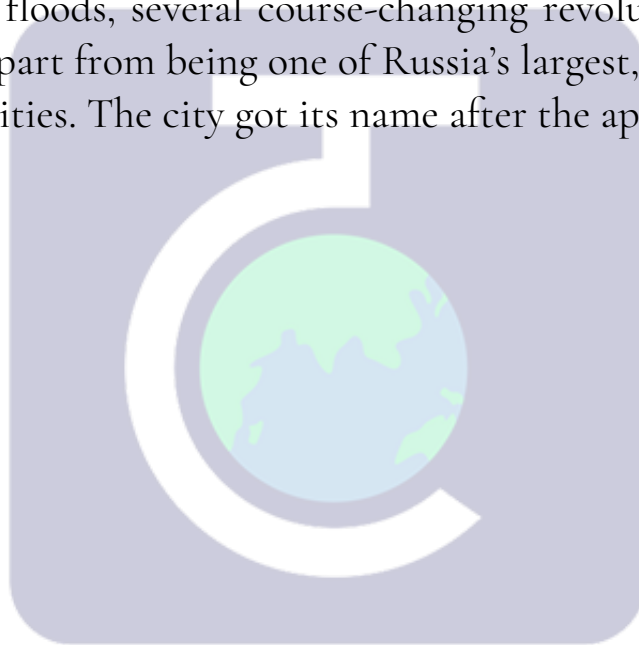 floods, several course-changing revolu
part from being one of Russia’s largest,
ities. The city got its name after the ap